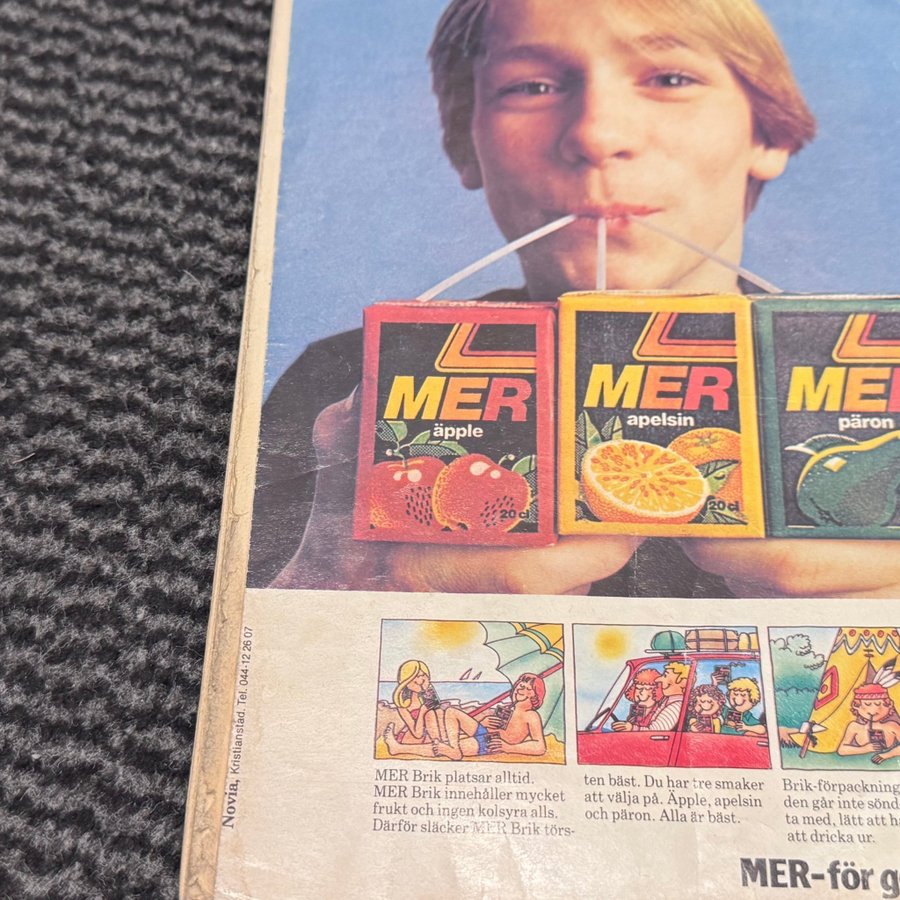 MER
äpple
20 cl
MER
apelsin
20 cl
MER
päron
Novia, Kristianstad. Tel. 044-12 26 07
MER Brik platsar alltid.
MER Brik innehåller mycket
frukt och ingen kolsyra alls.
Därför släcker MER Brik törs-
ten bäst. Du har tre smaker
att välja på. Äpple, apelsin
och päron. Alla är bäst.
Brik-förpackning
den går inte sönd
ta med, lätt att ha
att dricka ur.
MER-för g